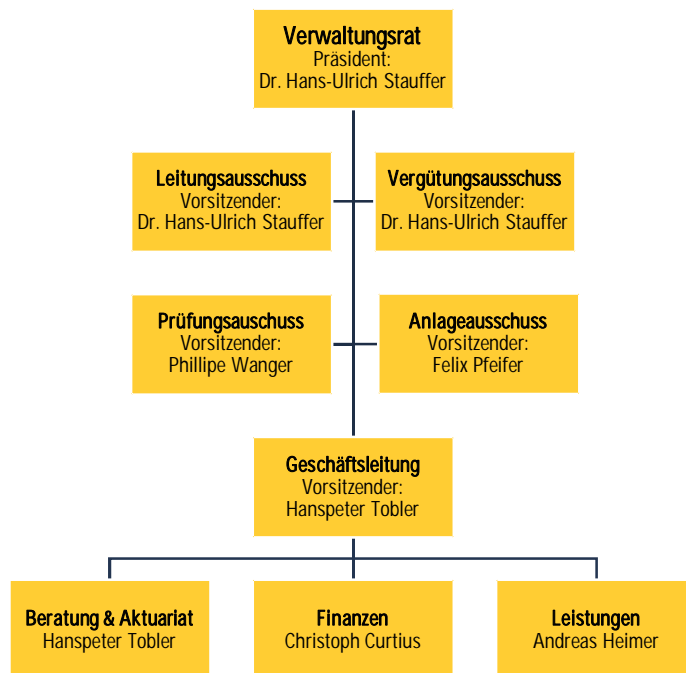 Verwaltungsrat
Präsident:
Dr. Hans-Ulrich Stauffer
Leitungsausschuss
Vorsitzender:
Dr. Hans-Ulrich Stauffer
Vergütungsausschuss
Vorsitzender:
Dr. Hans-Ulrich Stauffer
Prüfungsauschuss
Vorsitzender:
Phillipe Wanger
Anlageausschuss
Vorsitzender:
Felix Pfeifer
Geschäftsleitung
Vorsitzender:
Hanspeter Tobler
Beratung & Aktuariat
Hanspeter Tobler
Finanzen
Christoph Curtius
Leistungen
Andreas Heimer